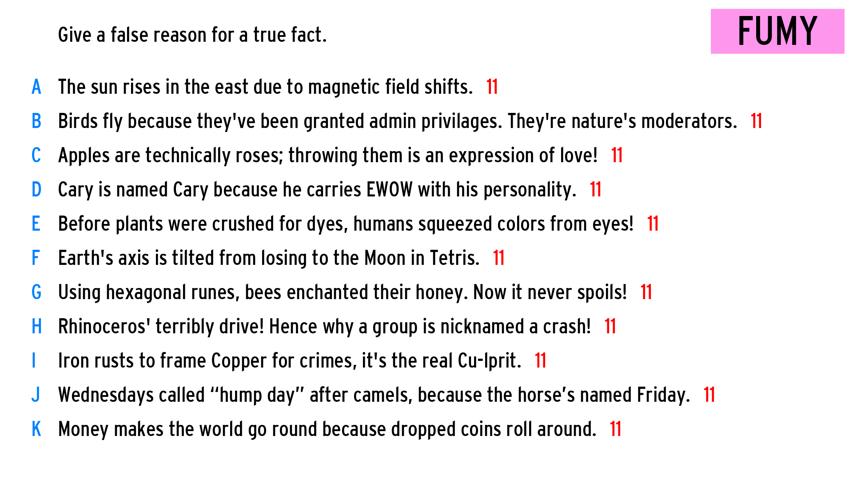 Give a false reason for a true fact.
FUMY
A The sun rises in the east due to magnetic field shifts. 11
B Birds fly because they've been granted admin privilages. They're nature's moderators. 11
C Apples are technically roses; throwing them is an expression of love! 11
D Cary is named Cary because he carries EWOW with his personality. 11
E Before plants were crushed for dyes, humans squeezed colors from eyes! 11
F Earth's axis is tilted from losing to the Moon in Tetris. 11
G Using hexagonal runes, bees enchanted their honey. Now it never spoils! 11
H Rhinoceros' terribly drive! Hence why a group is nicknamed a crash! 11
I Iron rusts to frame Copper for crimes, it's the real Cu-lprit. 11
J Wednesdays called “hump day” after camels, because the horse’s named Friday. 11
K Money makes the world go round because dropped coins roll around. 11